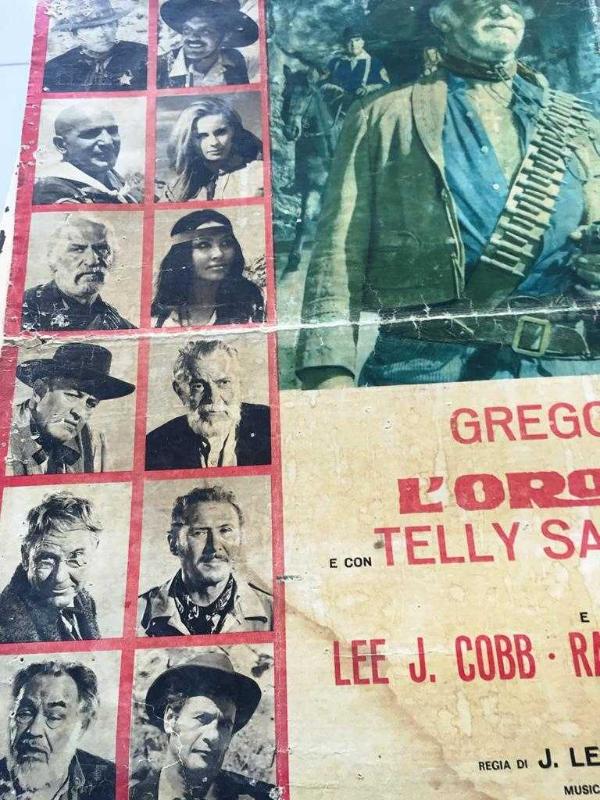 GREGO
L'ORO
E CON TELLY SA
E
LEE J. COBB · RA
REGIA DI J. LE
MUSIC